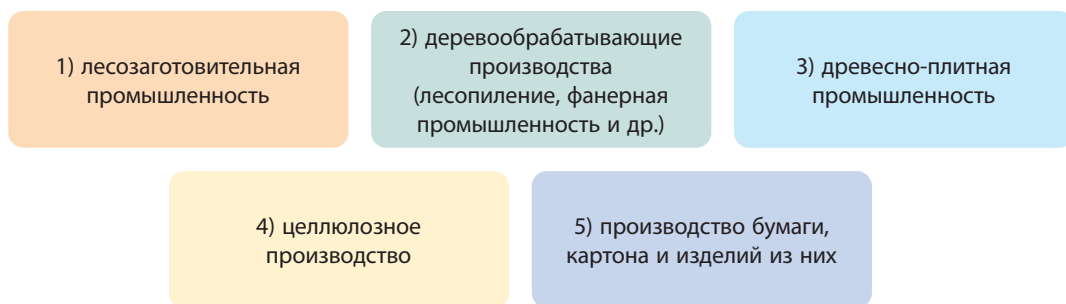 1) лесозаготовительная
промышленность
2) деревообрабатывающие
производства
(лесопиление, фанерная
промышленность и др.)
3) древесно-плитная
промышленность
4) целлюлозное
производство
5) производство бумаги,
картона и изделий из них